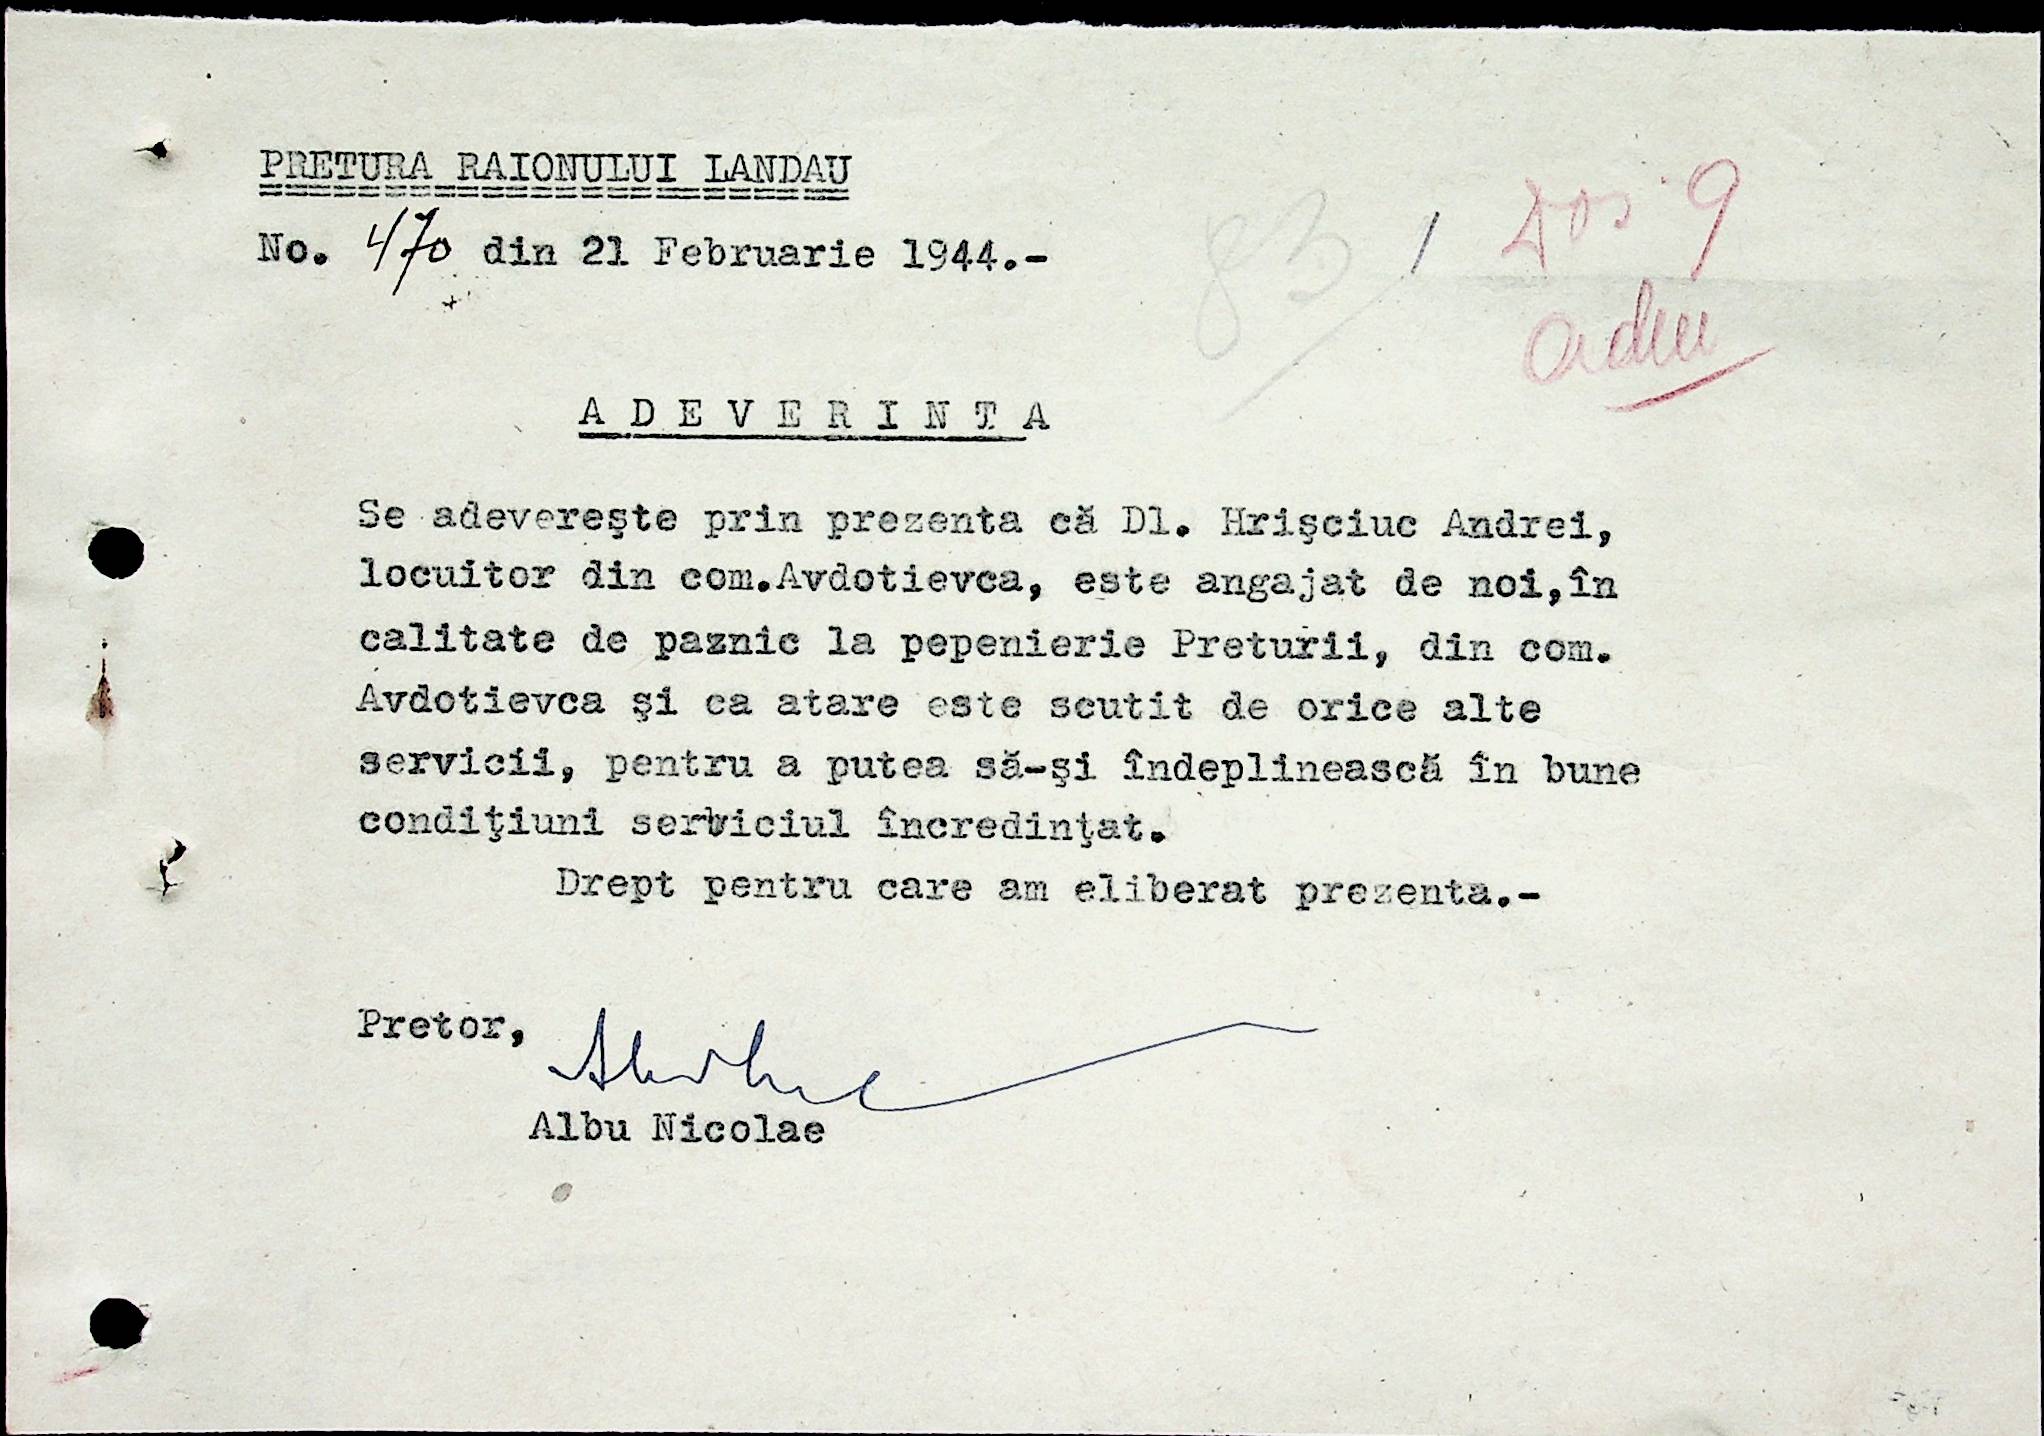 PRETURA RAIONULUI LANDAU
No. 470 din 21 Februarie 1944.-
83 / Dos 9
A D E V E R I N T A
Se adevereşte prin prezenta că Dl. Hrişciuc Andrei,
locuitor din com.Avdotievca, este angajat de noi,în
calitate de paznic la pepenierie Preturii, din com.
Avdotievca şi ca atare este scutit de orice alte
servicii, pentru a putea să-şi îndeplinească în bune
condiţiuni serviciul încredinţat.
Drept pentru care am eliberat prezenta.-
Pretor,
Albu Nicolae